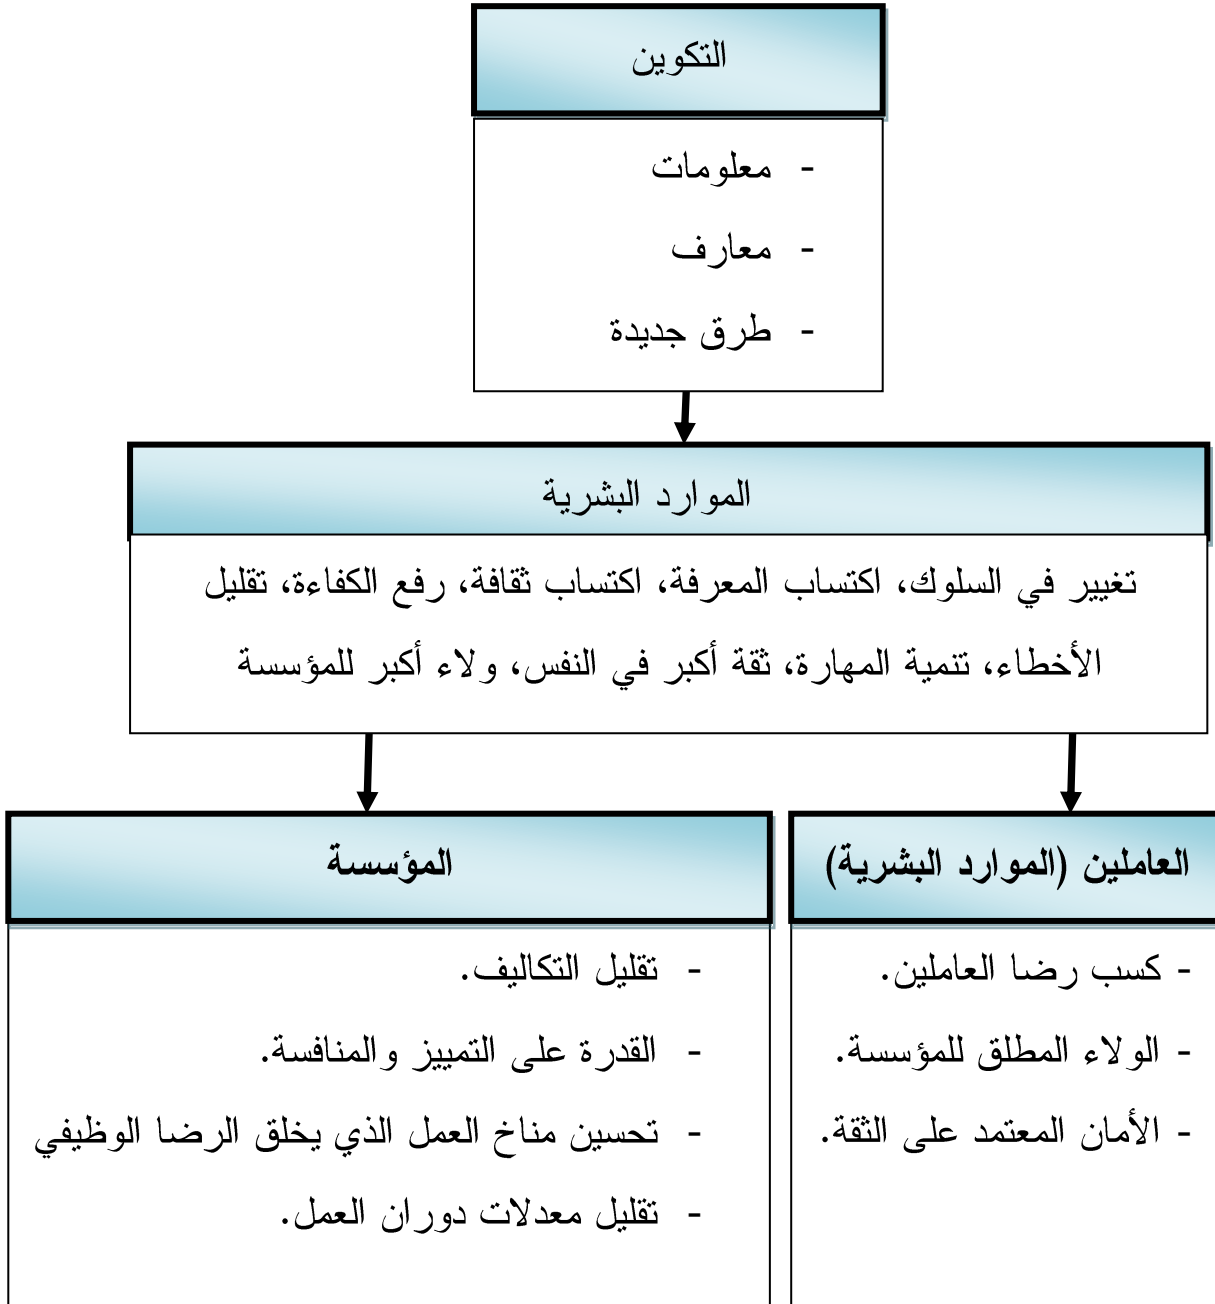 التكوين
- معلومات
- معارف
- طرق جديدة
الموارد البشرية
تغيير في السلوك، اكتساب المعرفة، اكتساب ثقافة، رفع الكفاءة، تقليل
الأخطاء، تنمية المهارة، ثقة أكبر في النفس، ولاء أكبر للمؤسسة
العاملين (الموارد البشرية)
- كسب رضا العاملين.
- الولاء المطلق للمؤسسة.
- الأمان المعتمد على الثقة.
المؤسسة
- تقليل التكاليف.
- القدرة على التمييز والمنافسة.
- تحسين مناخ العمل الذي يخلق الرضا الوظيفي
- تقليل معدلات دوران العمل.